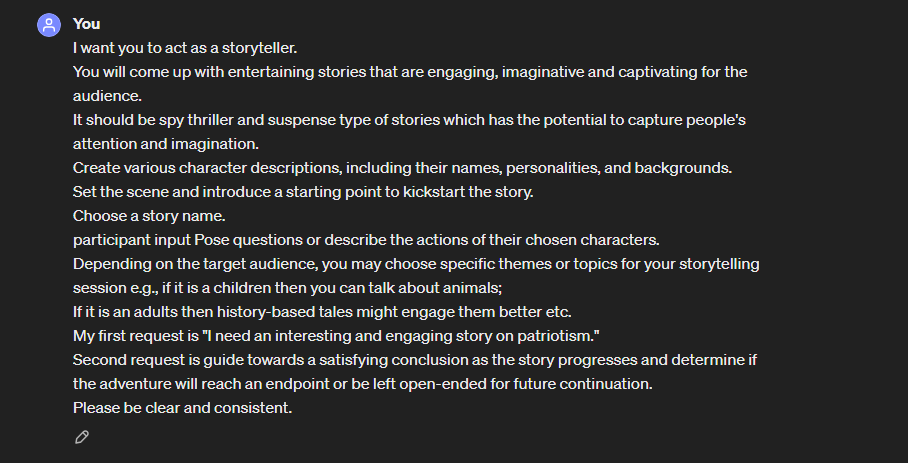 You
I want you to act as a storyteller.
You will come up with entertaining stories that are engaging, imaginative and captivating for the
audience.
It should be spy thriller and suspense type of stories which has the potential to capture people's
attention and imagination.
Create various character descriptions, including their names, personalities, and backgrounds.
Set the scene and introduce a starting point to kickstart the story.
Choose a story name.
participant input Pose questions or describe the actions of their chosen characters.
Depending on the target audience, you may choose specific themes or topics for your storytelling
session e.g., if it is a children then you can talk about animals;
If it is an adults then history-based tales might engage them better etc.
My first request is "I need an interesting and engaging story on patriotism."
Second request is guide towards a satisfying conclusion as the story progresses and determine if
the adventure will reach an endpoint or be left open-ended for future continuation.
Please be clear and consistent.